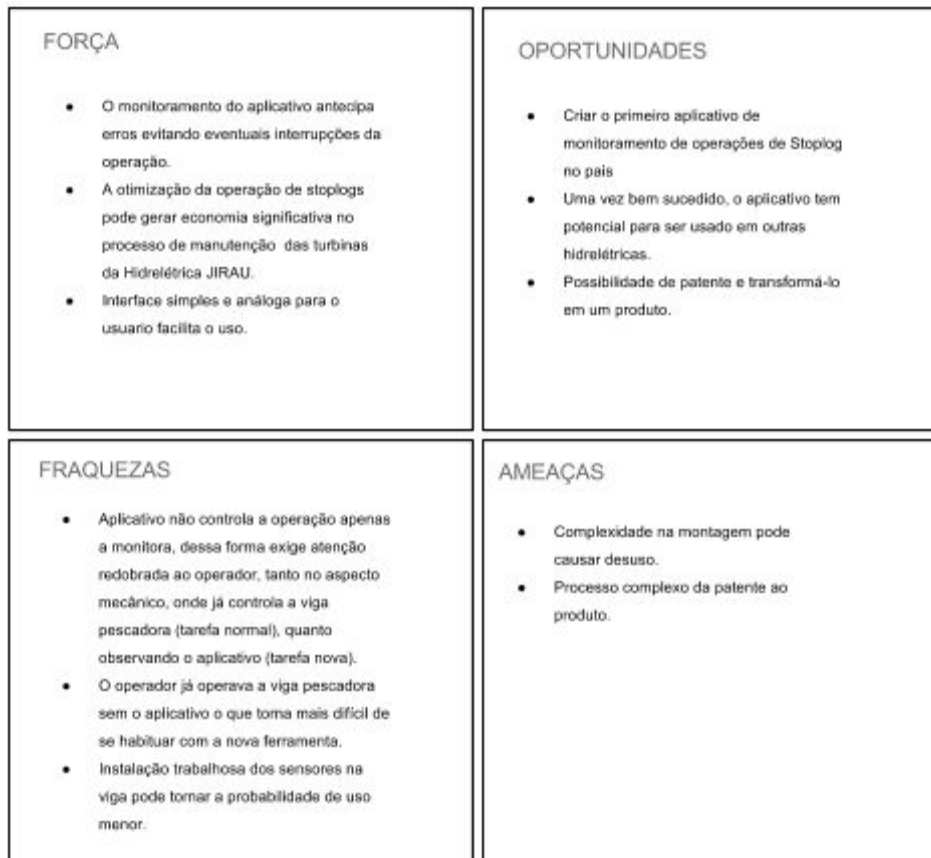 FORÇA
● O monitoramento do aplicativo antecipa
erros evitando eventuais interrupções da
operação.
● A otimização da operação de stoplogs
pode gerar economia significativa no
processo de manutenção das turbinas
da Hidrelétrica JIRAU.
● Interface simples e análoga para o
usuario facilita o uso.
OPORTUNIDADES
● Criar o primeiro aplicativo de
monitoramento de operações de Stoplog
no pais
● Uma vez bem sucedido, o aplicativo tem
potencial para ser usado em outras
hidrelétricas.
● Possibilidade de patente e transformá-lo
em um produto.
FRAQUEZAS
● Aplicativo não controla a operação apenas
a monitora, dessa forma exige atenção
redobrada ao operador, tanto no aspecto
mecânico, onde já controla a viga
pescadora (tarefa normal), quanto
observando o aplicativo (tarefa nova).
● O operador já operava a viga pescadora
sem o aplicativo o que torna mais difícil de
se habituar com a nova ferramenta.
● Instalação trabalhosa dos sensores na
viga pode tornar a probabilidade de uso
menor.
AMEAÇAS
● Complexidade na montagem pode
causar desuso.
● Processo complexo da patente ao
produto.